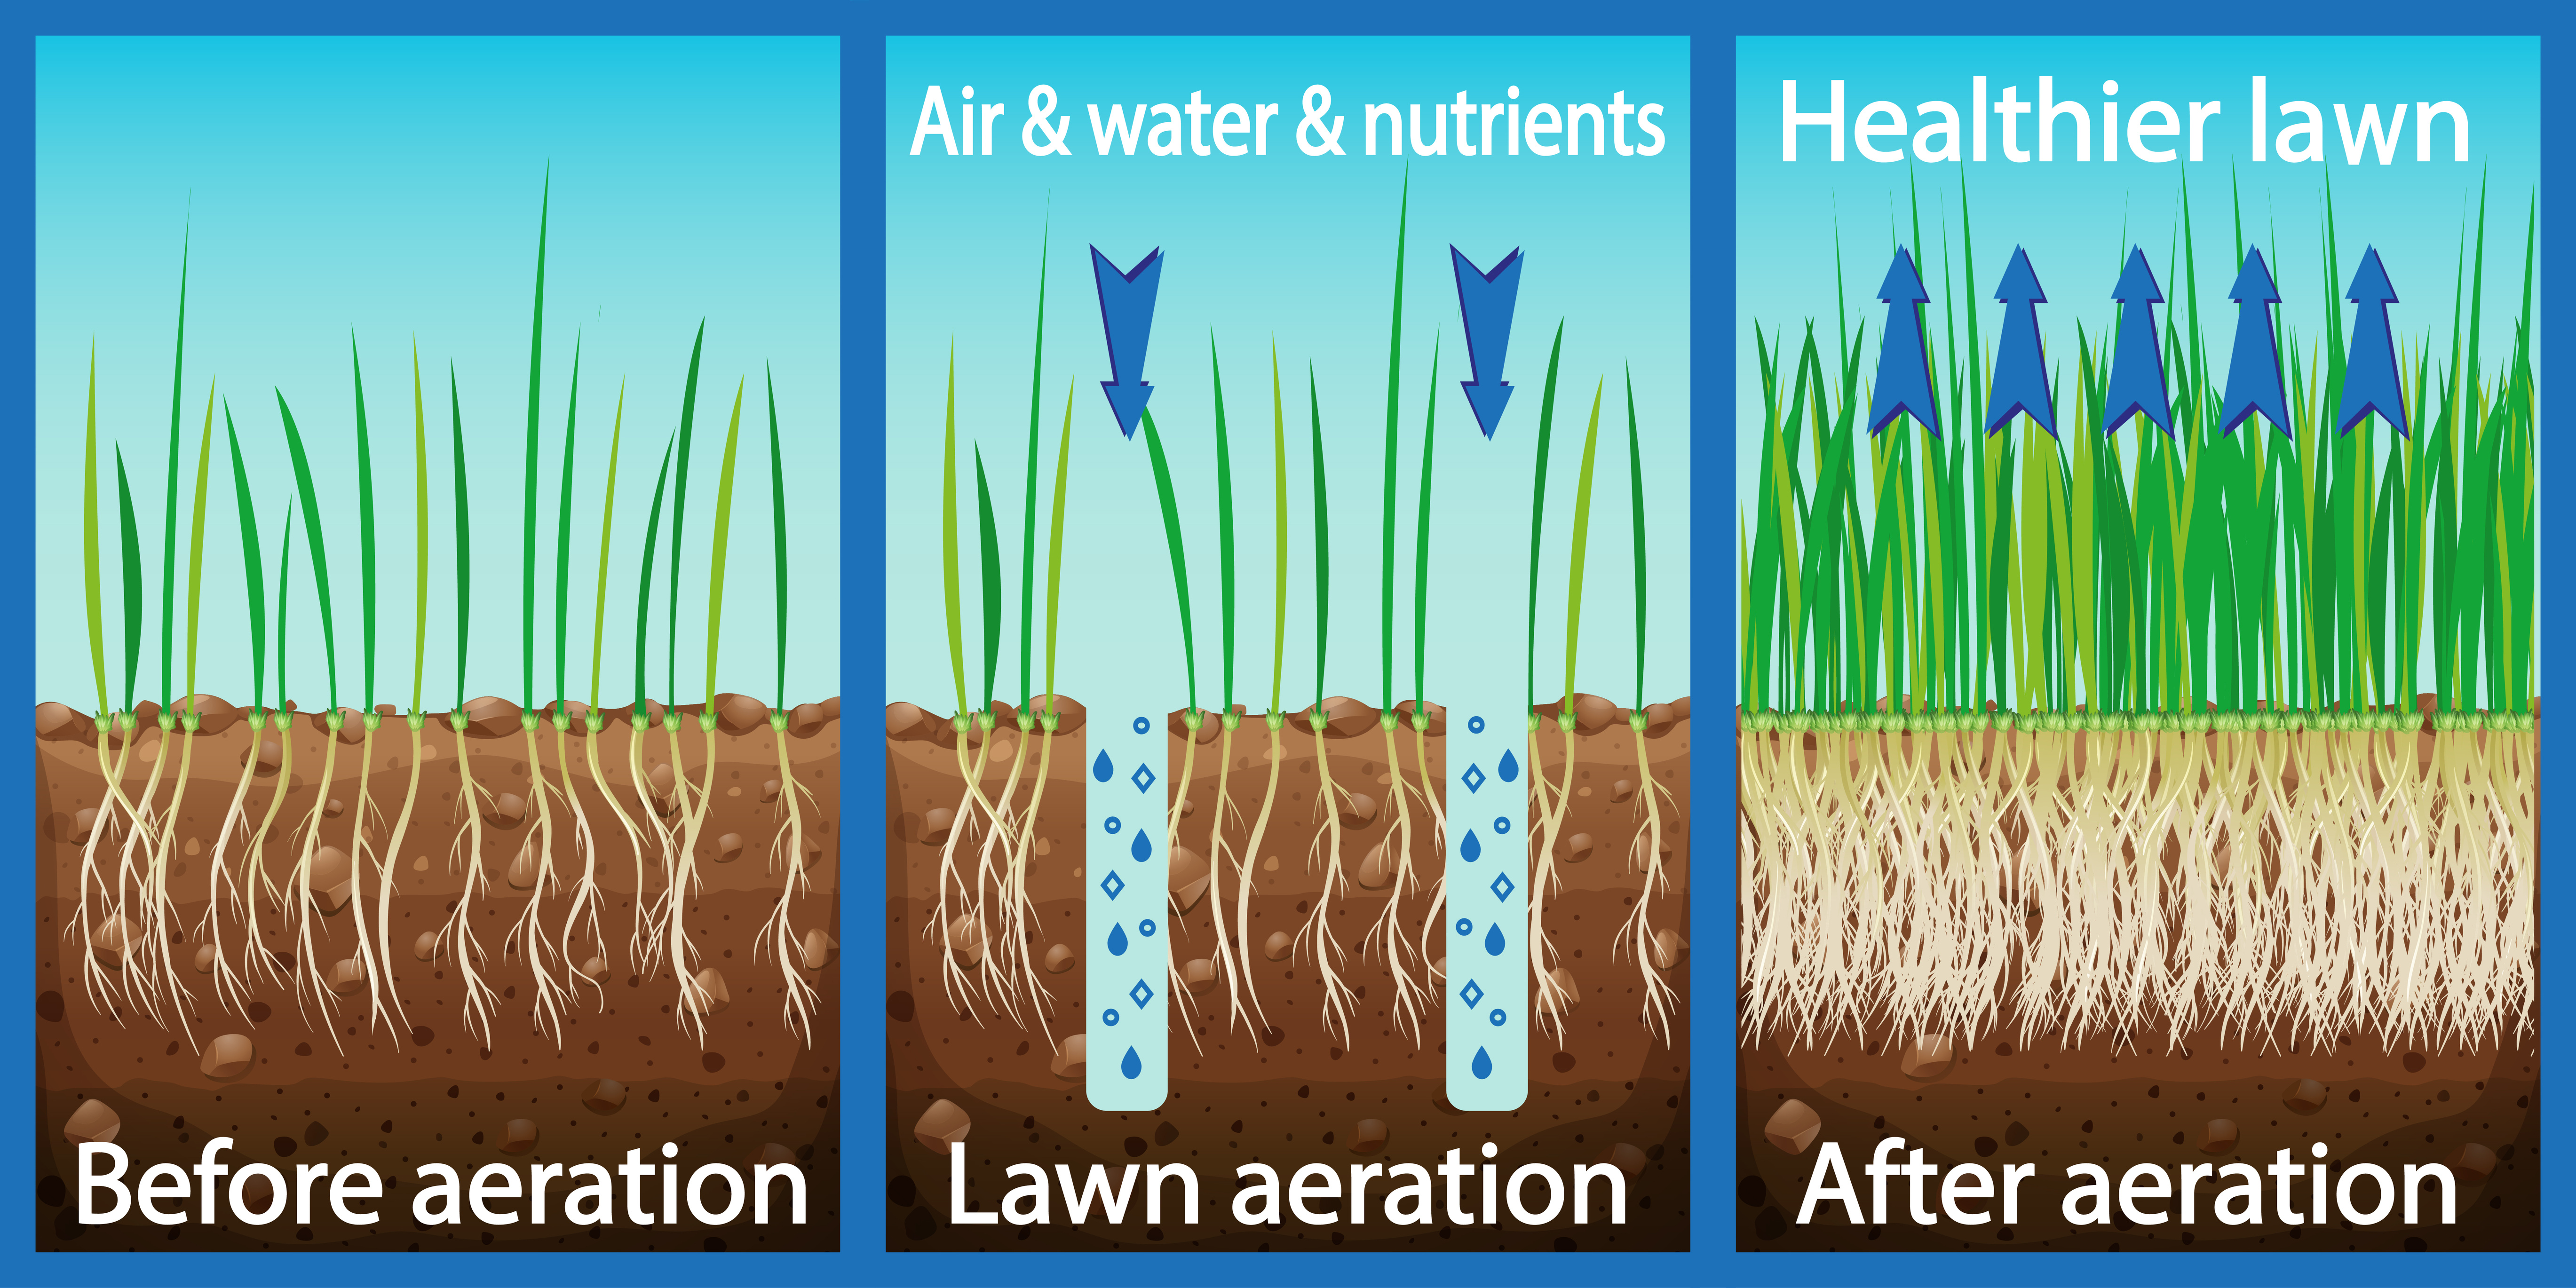 Before aeration
Air & water & nutrients
Lawn aeration
Healthier lawn
After aeration